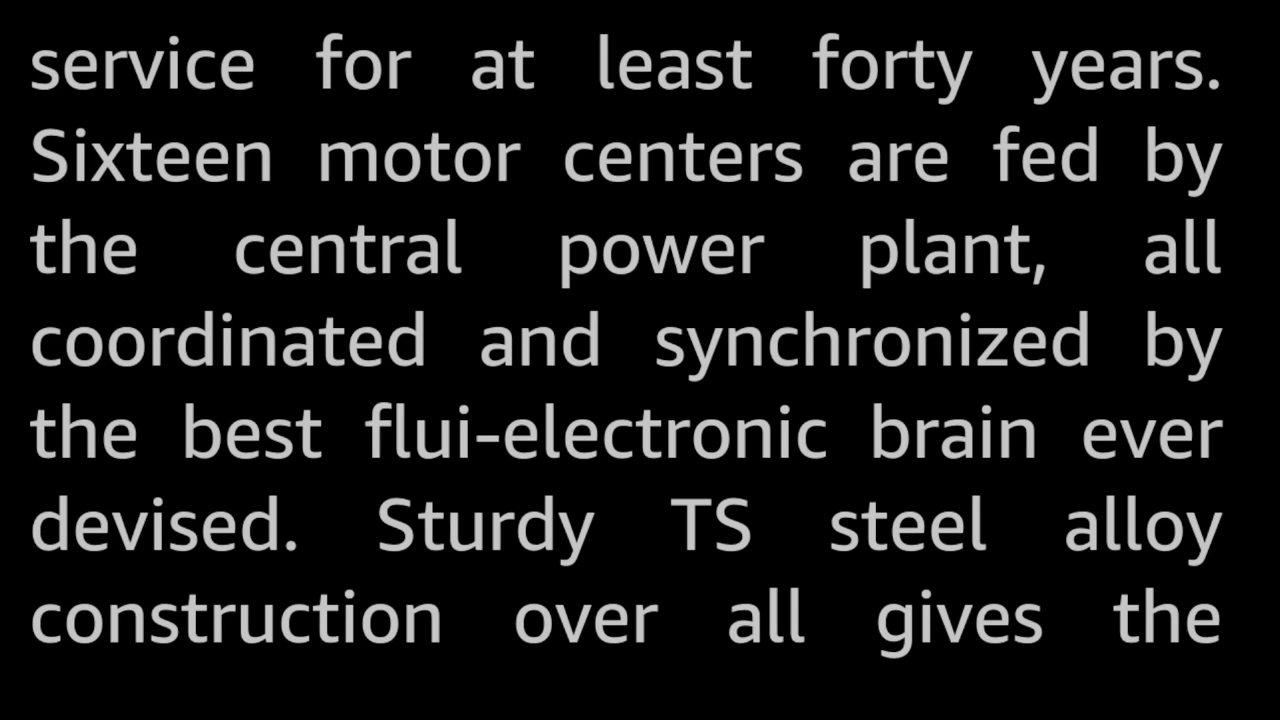 service for at least forty years.
Sixteen motor centers are fed by
the central power plant, all
coordinated and synchronized by
the best flui-electronic brain ever
devised. Sturdy TS steel alloy
construction over all gives the